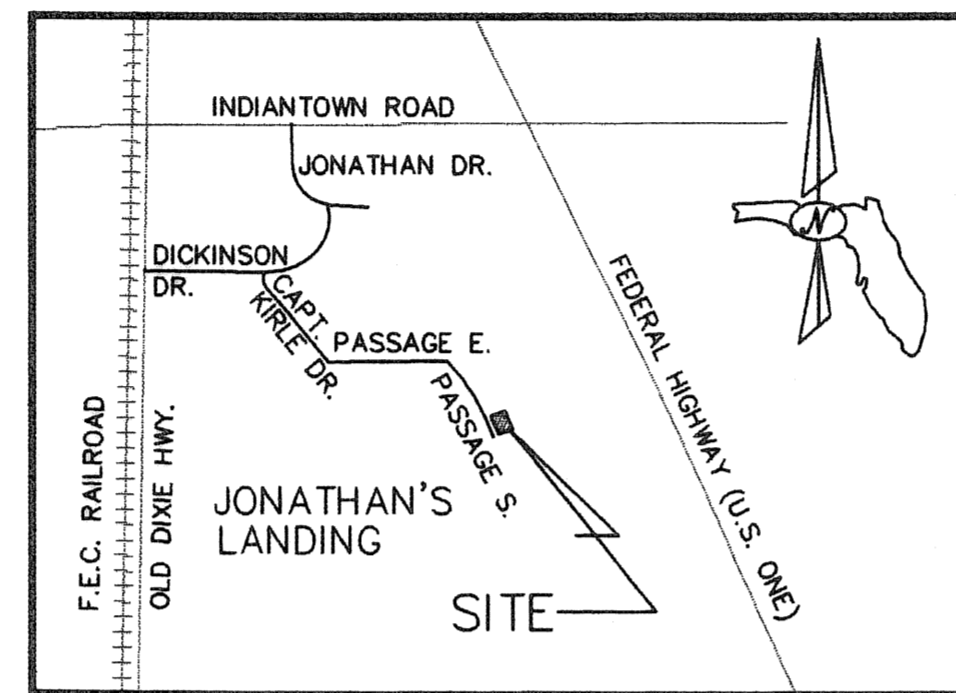 INDIANTOWN ROAD
JONATHAN DR.
N
DICKINSON
DR.
CAPT.
KIRLE DR.
PASSAGE E.
PASSAGE S.
FEDERAL HIGHWAY (U.S. ONE)
F.E.C. RAILROAD
OLD DIXIE HWY.
JONATHAN'S
LANDING
SITE